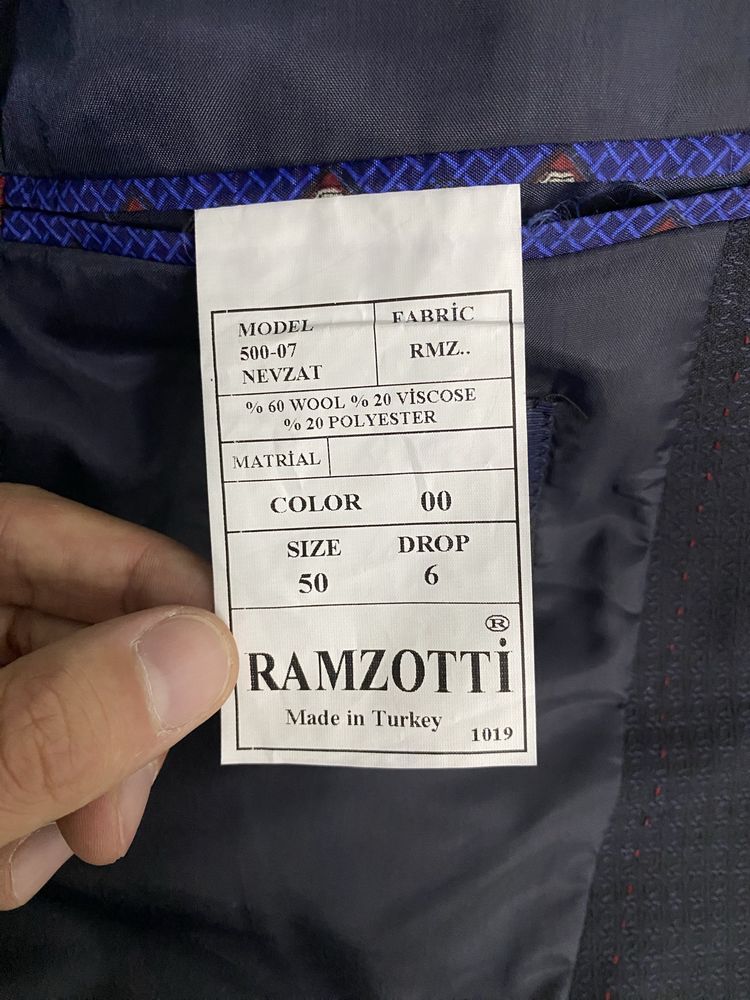 MODEL
500-07
NEVZAT
FABRİC
RMZ..
% 60 WOOL % 20 VİSCOSE
% 20 POLYESTER
MATRİAL
COLOR 00
SIZE DROP
50 6
®
RAMZOTTİ
Made in Turkey
1019